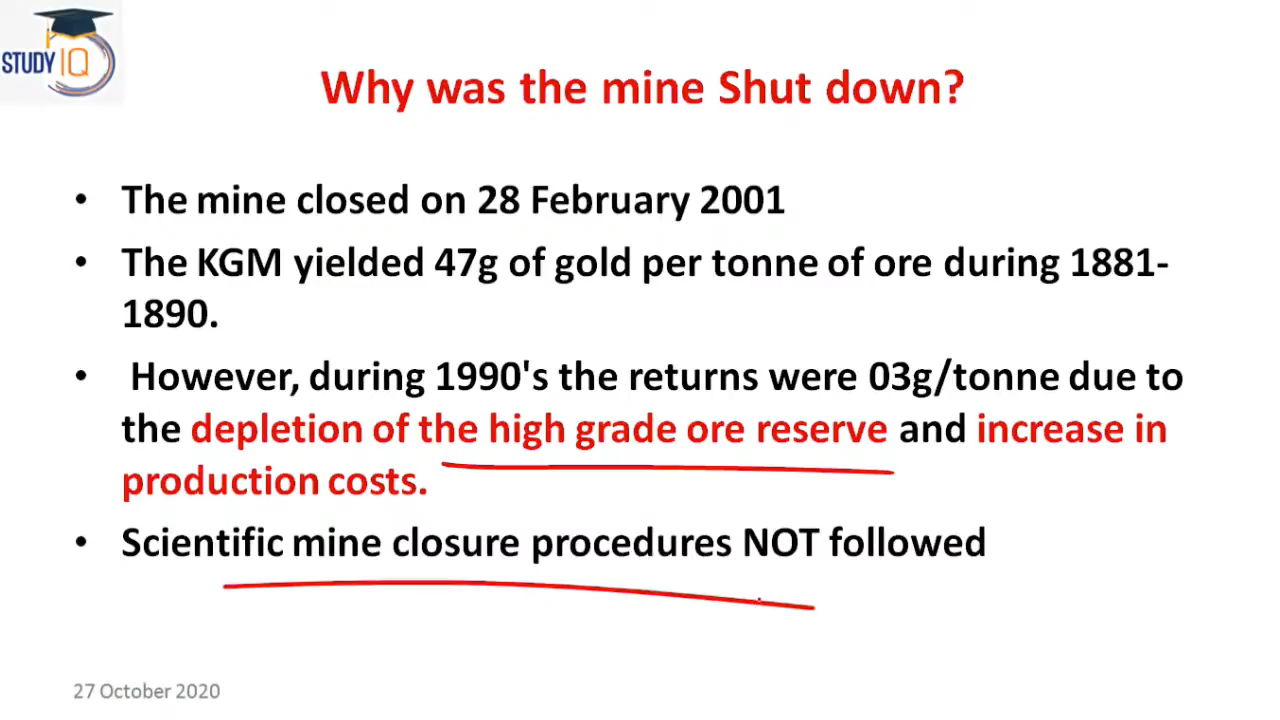 STUDY IQ
Why was the mine Shut down?
• The mine closed on 28 February 2001
• The KGM yielded 47g of gold per tonne of ore during 1881-
1890.
• However, during 1990's the returns were 03g/tonne due to
the depletion of the high grade ore reserve and increase in
production costs.
• Scientific mine closure procedures NOT followed
27 October 2020